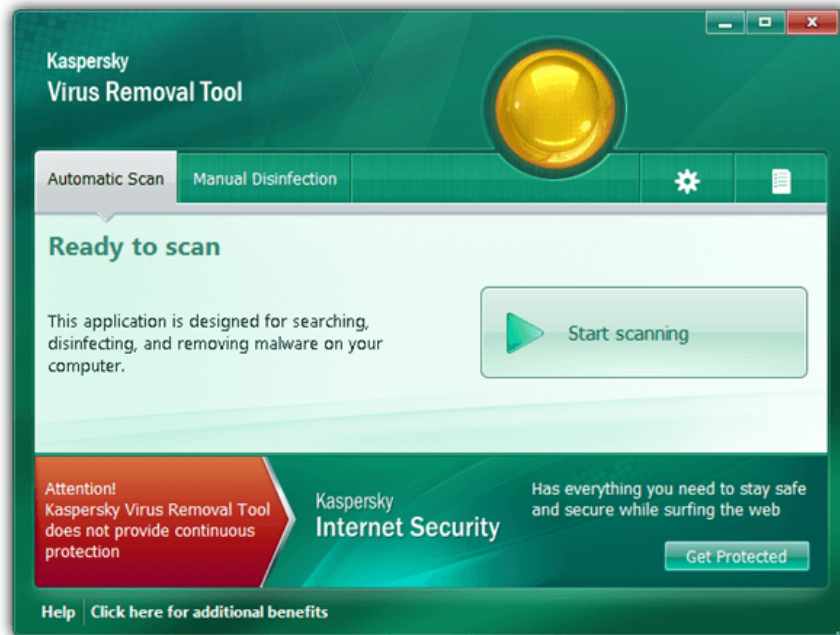 Kaspersky
Virus Removal Tool
Automatic Scan
Manual Disinfection
Ready to scan
This application is designed for searching,
disinfecting, and removing malware on your
computer.
Start scanning
Attention!
Kaspersky Virus Removal Tool
does not provide continuous
protection
Kaspersky
Internet Security
Has everything you need to stay safe
and secure while surfing the web
Get Protected
Help
Click here for additional benefits